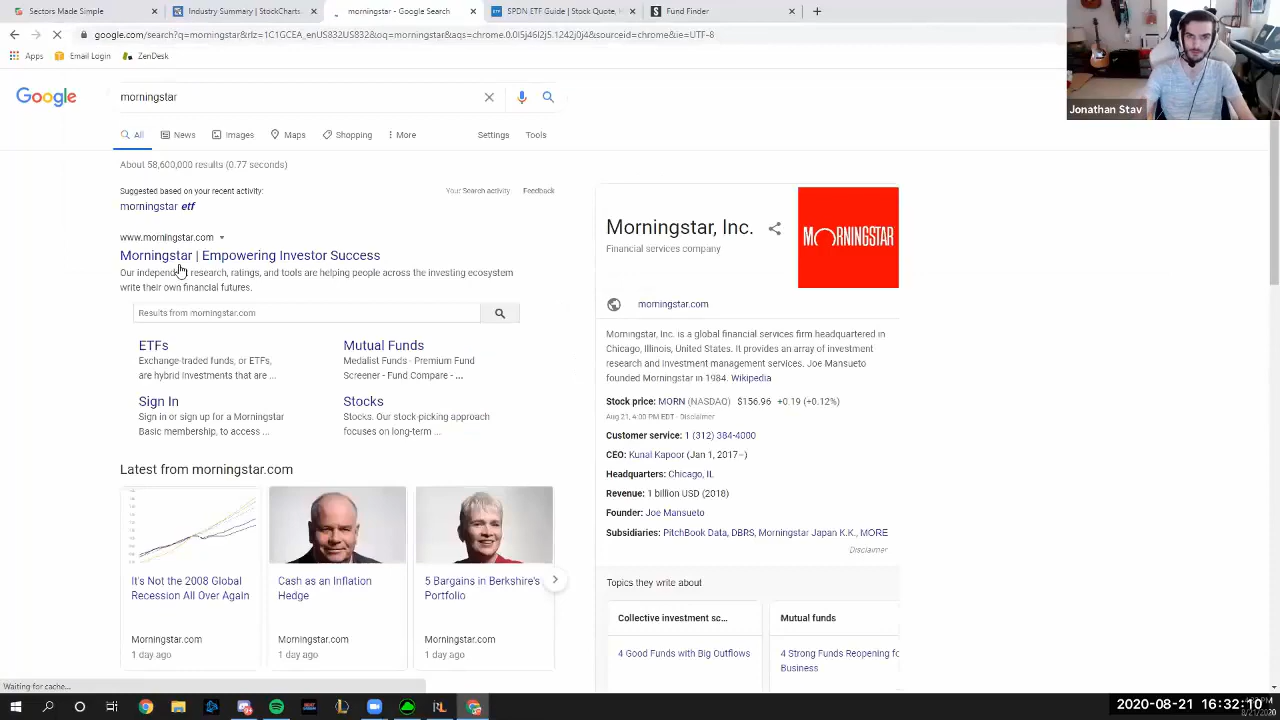 Sectors Made Simple
Industry Summary | StockCharts
morningstar - Google Search
SPDN ETF Guide | Stock Quote, H
Fund Finder
google.com/search?q=morningstar&rlz=1C1GCEA_enUS832US832&oq=morningstar&aqs=chrome.0.0l5j46l2j5.1242j0j4&sourceid=chrome&ie=UTF-8
Apps
Email Login
ZenDesk
Jonathan Stav
Google
morningstar
All
News
Images
Maps
Shopping
More
Settings
Tools
About 58,600,000 results (0.77 seconds)
Suggested based on your recent activity:
Your Search activity
Feedback
morningstar etf
www.morningstar.com
Morningstar | Empowering Investor Success
Our independent research, ratings, and tools are helping people across the investing ecosystem
write their own financial futures.
Results from morningstar.com
ETFs
Exchange-traded funds, or ETFs,
are hybrid investments that are ...
Mutual Funds
Medalist Funds - Premium Fund
Screener - Fund Compare - ...
Sign In
Sign in or sign up for a Morningstar
Basic membership, to access ...
Stocks
Stocks. Our stock-picking approach
focuses on long-term ...
Latest from morningstar.com
It's Not the 2008 Global
Recession All Over Again
Morningstar.com
1 day ago
Cash as an Inflation
Hedge
Morningstar.com
1 day ago
5 Bargains in Berkshire's
Portfolio
Morningstar.com
1 day ago
Morningstar, Inc.
Financial services company
MORNINGSTAR
morningstar.com
Morningstar, Inc. is a global financial services firm headquartered in
Chicago, Illinois, United States. It provides an array of investment
research and investment management services. Joe Mansueto
founded Morningstar in 1984. Wikipedia
Stock price: MORN (NASDAQ) $156.96 +0.19 (+0.12%)
Aug 21, 4:00 PM EDT - Disclaimer
Customer service: 1 (312) 384-4000
CEO: Kunal Kapoor (Jan 1, 2017–)
Headquarters: Chicago, IL
Revenue: 1 billion USD (2018)
Founder: Joe Mansueto
Subsidiaries: PitchBook Data, DBRS, Morningstar Japan K.K., MORE
Disclaimer
Topics they write about
Collective investment sc...
4 Good Funds with Big Outflows
Mutual funds
4 Strong Funds Reopening fo
Business
Waiting for cache...
2020-08-21 16:32:10
8/21/2020